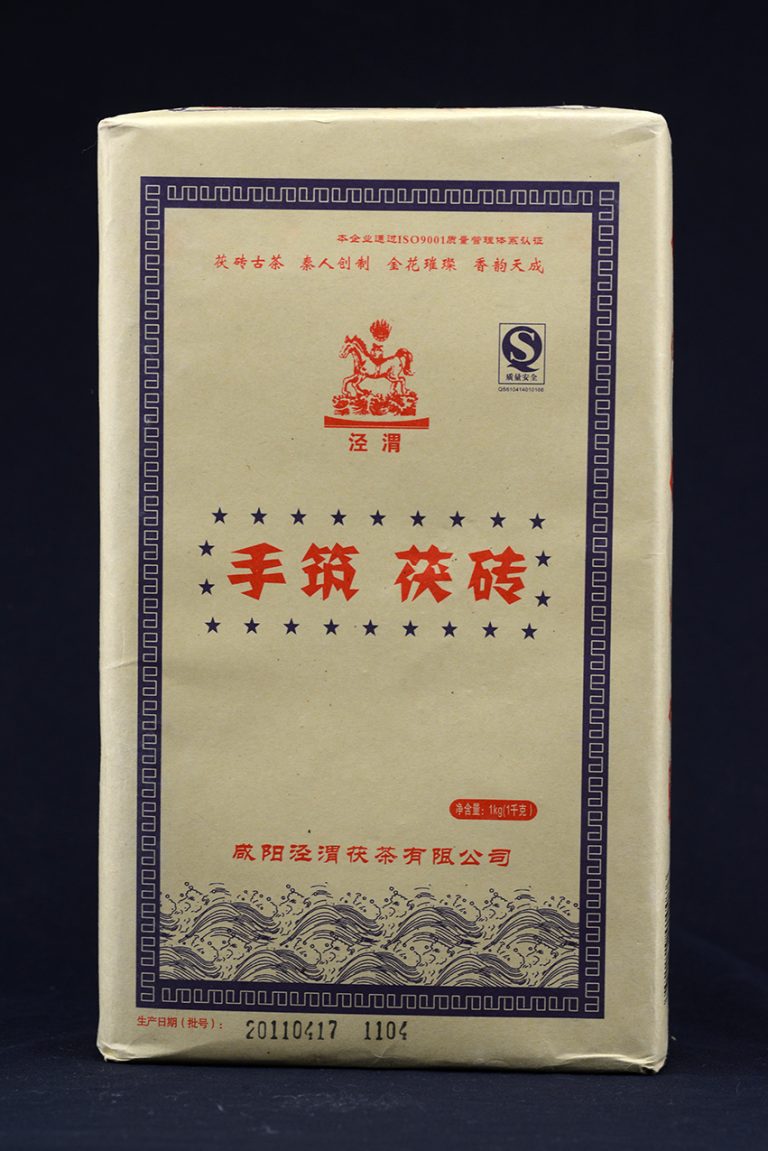 本企业通过ISO9001质量管理体系认证
茯砖古茶 秦人创制 金花璀璨 香韵天成
质量安全
QS610414010166
泾渭
手筑 茯砖
净含量：1kg(1千克)
咸阳泾渭茯茶有限公司
生产日期（批号）： 20110417 1104